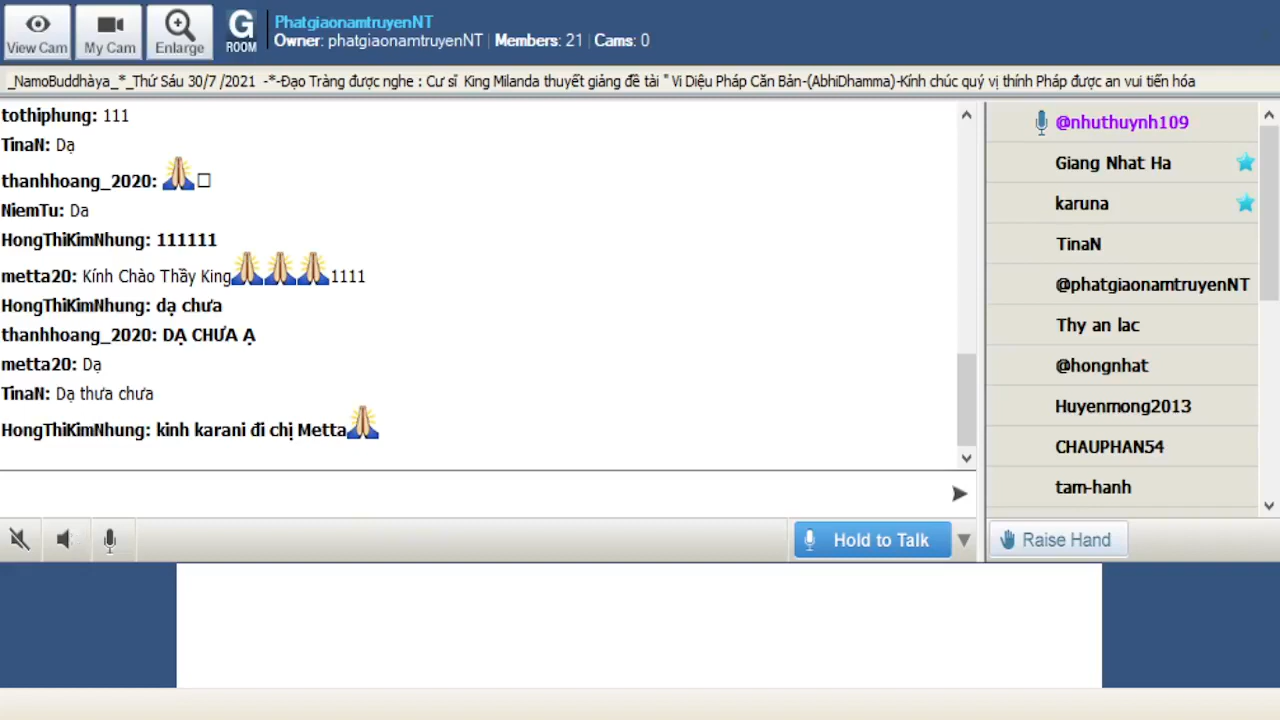 View Cam
My Cam
Enlarge
G
ROOM
PhatgiaonamtruyenNT
Owner: phatgiaonamtruyenNT | Members: 21 | Cams: 0
_NamoBuddhàya_*_Thứ Sáu 30/7 /2021 -*-Đạo Tràng được nghe : Cư sĩ King Milanda thuyết giảng đề tài " Vi Diệu Pháp Căn Bản-(AbhiDhamma)-Kính chúc quý vị thính Pháp được an vui tiến hóa
tothiphung: 111
TinaN: Dạ
thanhhoang_2020: 🙏□
NiemTu: Da
HongThiKimNhung: 111111
metta20: Kính Chào Thầy King🙏🙏🙏1111
HongThiKimNhung: dạ chưa
thanhhoang_2020: DẠ CHƯA Ạ
metta20: Dạ
TinaN: Dạ thưa chưa
HongThiKimNhung: kinh karani đi chị Metta🙏
@nhuthuynh109
Giang Nhat Ha
karuna
TinaN
@phatgiaonamtruyenNT
Thy an lac
@hongnhat
Huyenmong2013
CHAUPHAN54
tam-hanh
Hold to Talk
Raise Hand